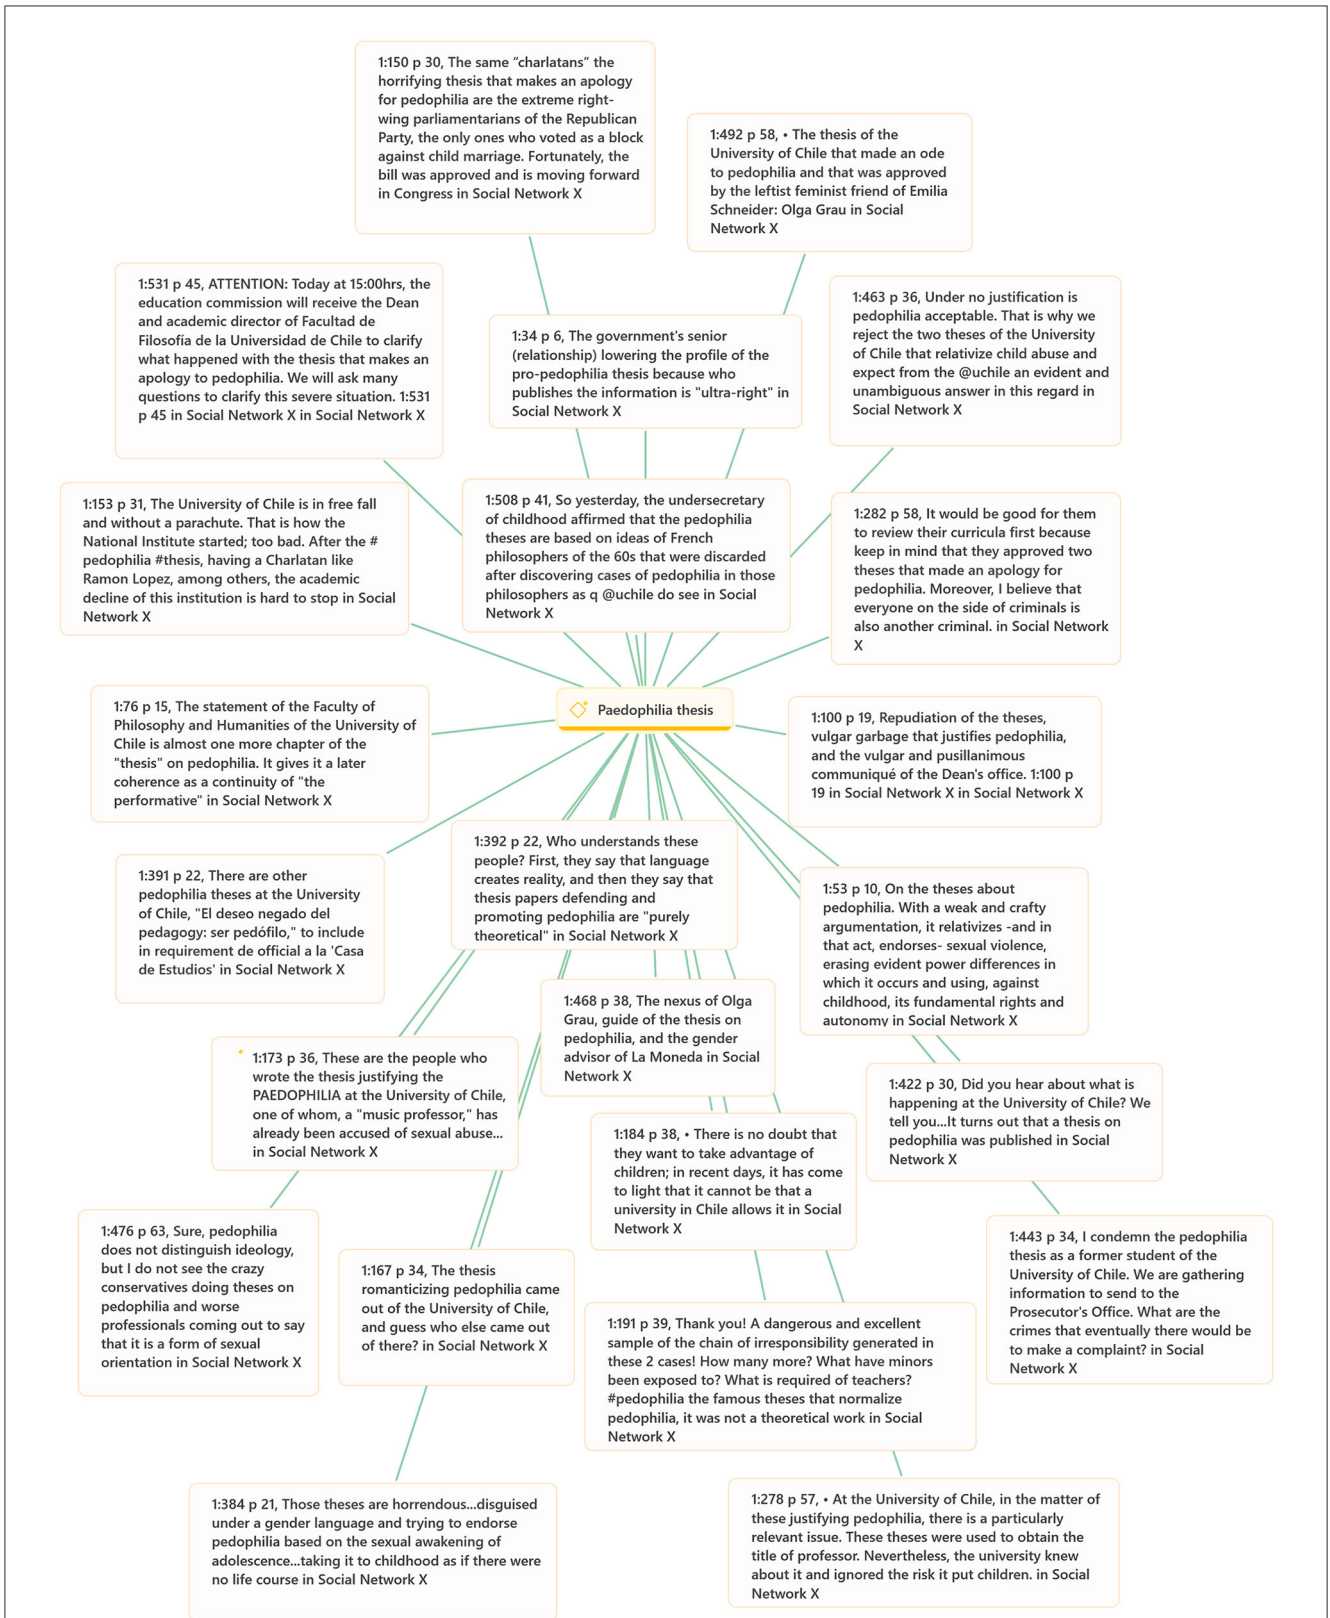 1:150 p 30, The same “charlatans” the
horrifying thesis that makes an apology
for pedophilia are the extreme right-
wing parliamentarians of the Republican
Party, the only ones who voted as a block
against child marriage. Fortunately, the
bill was approved and is moving forward
in Congress in Social Network X
1:492 p 58, • The thesis of the
University of Chile that made an ode
to pedophilia and that was approved
by the leftist feminist friend of Emilia
Schneider: Olga Grau in Social
Network X
1:531 p 45, ATTENTION: Today at 15:00hrs, the
education commission will receive the Dean
and academic director of Facultad de
Filosofía de la Universidad de Chile to clarify
what happened with the thesis that makes an
apology to pedophilia. We will ask many
questions to clarify this severe situation. 1:531
p 45 in Social Network X in Social Network X
1:34 p 6, The government's senior
(relationship) lowering the profile of the
pro-pedophilia thesis because who
publishes the information is "ultra-right" in
Social Network X
1:463 p 36, Under no justification is
pedophilia acceptable. That is why we
reject the two theses of the University
of Chile that relativize child abuse and
expect from the @uchile an evident and
unambiguous answer in this regard in
Social Network X
1:153 p 31, The University of Chile is in free fall
and without a parachute. That is how the
National Institute started; too bad. After the #
pedophilia #thesis, having a Charlatan like
Ramon Lopez, among others, the academic
decline of this institution is hard to stop in Social
Network X
1:508 p 41, So yesterday, the undersecretary
of childhood affirmed that the pedophilia
theses are based on ideas of French
philosophers of the 60s that were discarded
after discovering cases of pedophilia in those
philosophers as q @uchile do see in Social
Network X
1:282 p 58, It would be good for them
to review their curricula first because
keep in mind that they approved two
theses that made an apology for
pedophilia. Moreover, I believe that
everyone on the side of criminals is
also another criminal. in Social Network
X
Paedophilia thesis
1:76 p 15, The statement of the Faculty of
Philosophy and Humanities of the University of
Chile is almost one more chapter of the
"thesis" on pedophilia. It gives it a later
coherence as a continuity of "the
performative" in Social Network X
1:100 p 19, Repudiation of the theses,
vulgar garbage that justifies pedophilia,
and the vulgar and pusillanimous
communiqué of the Dean's office. 1:100 p
19 in Social Network X in Social Network X
1:391 p 22, There are other
pedophilia theses at the University
of Chile, "El deseo negado del
pedagogy: ser pedófilo," to include
in requirement de official a la 'Casa
de Estudios' in Social Network X
1:392 p 22, Who understands these
people? First, they say that language
creates reality, and then they say that
thesis papers defending and
promoting pedophilia are "purely
theoretical" in Social Network X
1:53 p 10, On the theses about
pedophilia. With a weak and crafty
argumentation, it relativizes -and in
that act, endorses- sexual violence,
erasing evident power differences in
which it occurs and using, against
childhood, its fundamental rights and
autonomy in Social Network X
1:468 p 38, The nexus of Olga
Grau, guide of the thesis on
pedophilia, and the gender
advisor of La Moneda in Social
Network X
1:173 p 36, These are the people who
wrote the thesis justifying the
PAEDOPHILIA at the University of Chile,
one of whom, a "music professor," has
already been accused of sexual abuse...
in Social Network X
1:422 p 30, Did you hear about what is
happening at the University of Chile? We
tell you...It turns out that a thesis on
pedophilia was published in Social
Network X
1:184 p 38, • There is no doubt that
they want to take advantage of
children; in recent days, it has come
to light that it cannot be that a
university in Chile allows it in Social
Network X
1:476 p 63, Sure, pedophilia
does not distinguish ideology,
but I do not see the crazy
conservatives doing theses on
pedophilia and worse
professionals coming out to say
that it is a form of sexual
orientation in Social Network X
1:167 p 34, The thesis
romanticizing pedophilia came
out of the University of Chile,
and guess who else came out
of there? in Social Network X
1:443 p 34, I condemn the pedophilia
thesis as a former student of the
University of Chile. We are gathering
information to send to the
Prosecutor's Office. What are the
crimes that eventually there would be
to make a complaint? in Social
Network X
1:191 p 39, Thank you! A dangerous and excellent
sample of the chain of irresponsibility generated in
these 2 cases! How many more? What have minors
been exposed to? What is required of teachers?
#pedophilia the famous theses that normalize
pedophilia, it was not a theoretical work in Social
Network X
1:384 p 21, Those theses are horrendous...disguised
under a gender language and trying to endorse
pedophilia based on the sexual awakening of
adolescence...taking it to childhood as if there were
no life course in Social Network X
1:278 p 57, • At the University of Chile, in the matter of
these justifying pedophilia, there is a particularly
relevant issue. These theses were used to obtain the
title of professor. Nevertheless, the university knew
about it and ignored the risk it put children. in Social
Network X